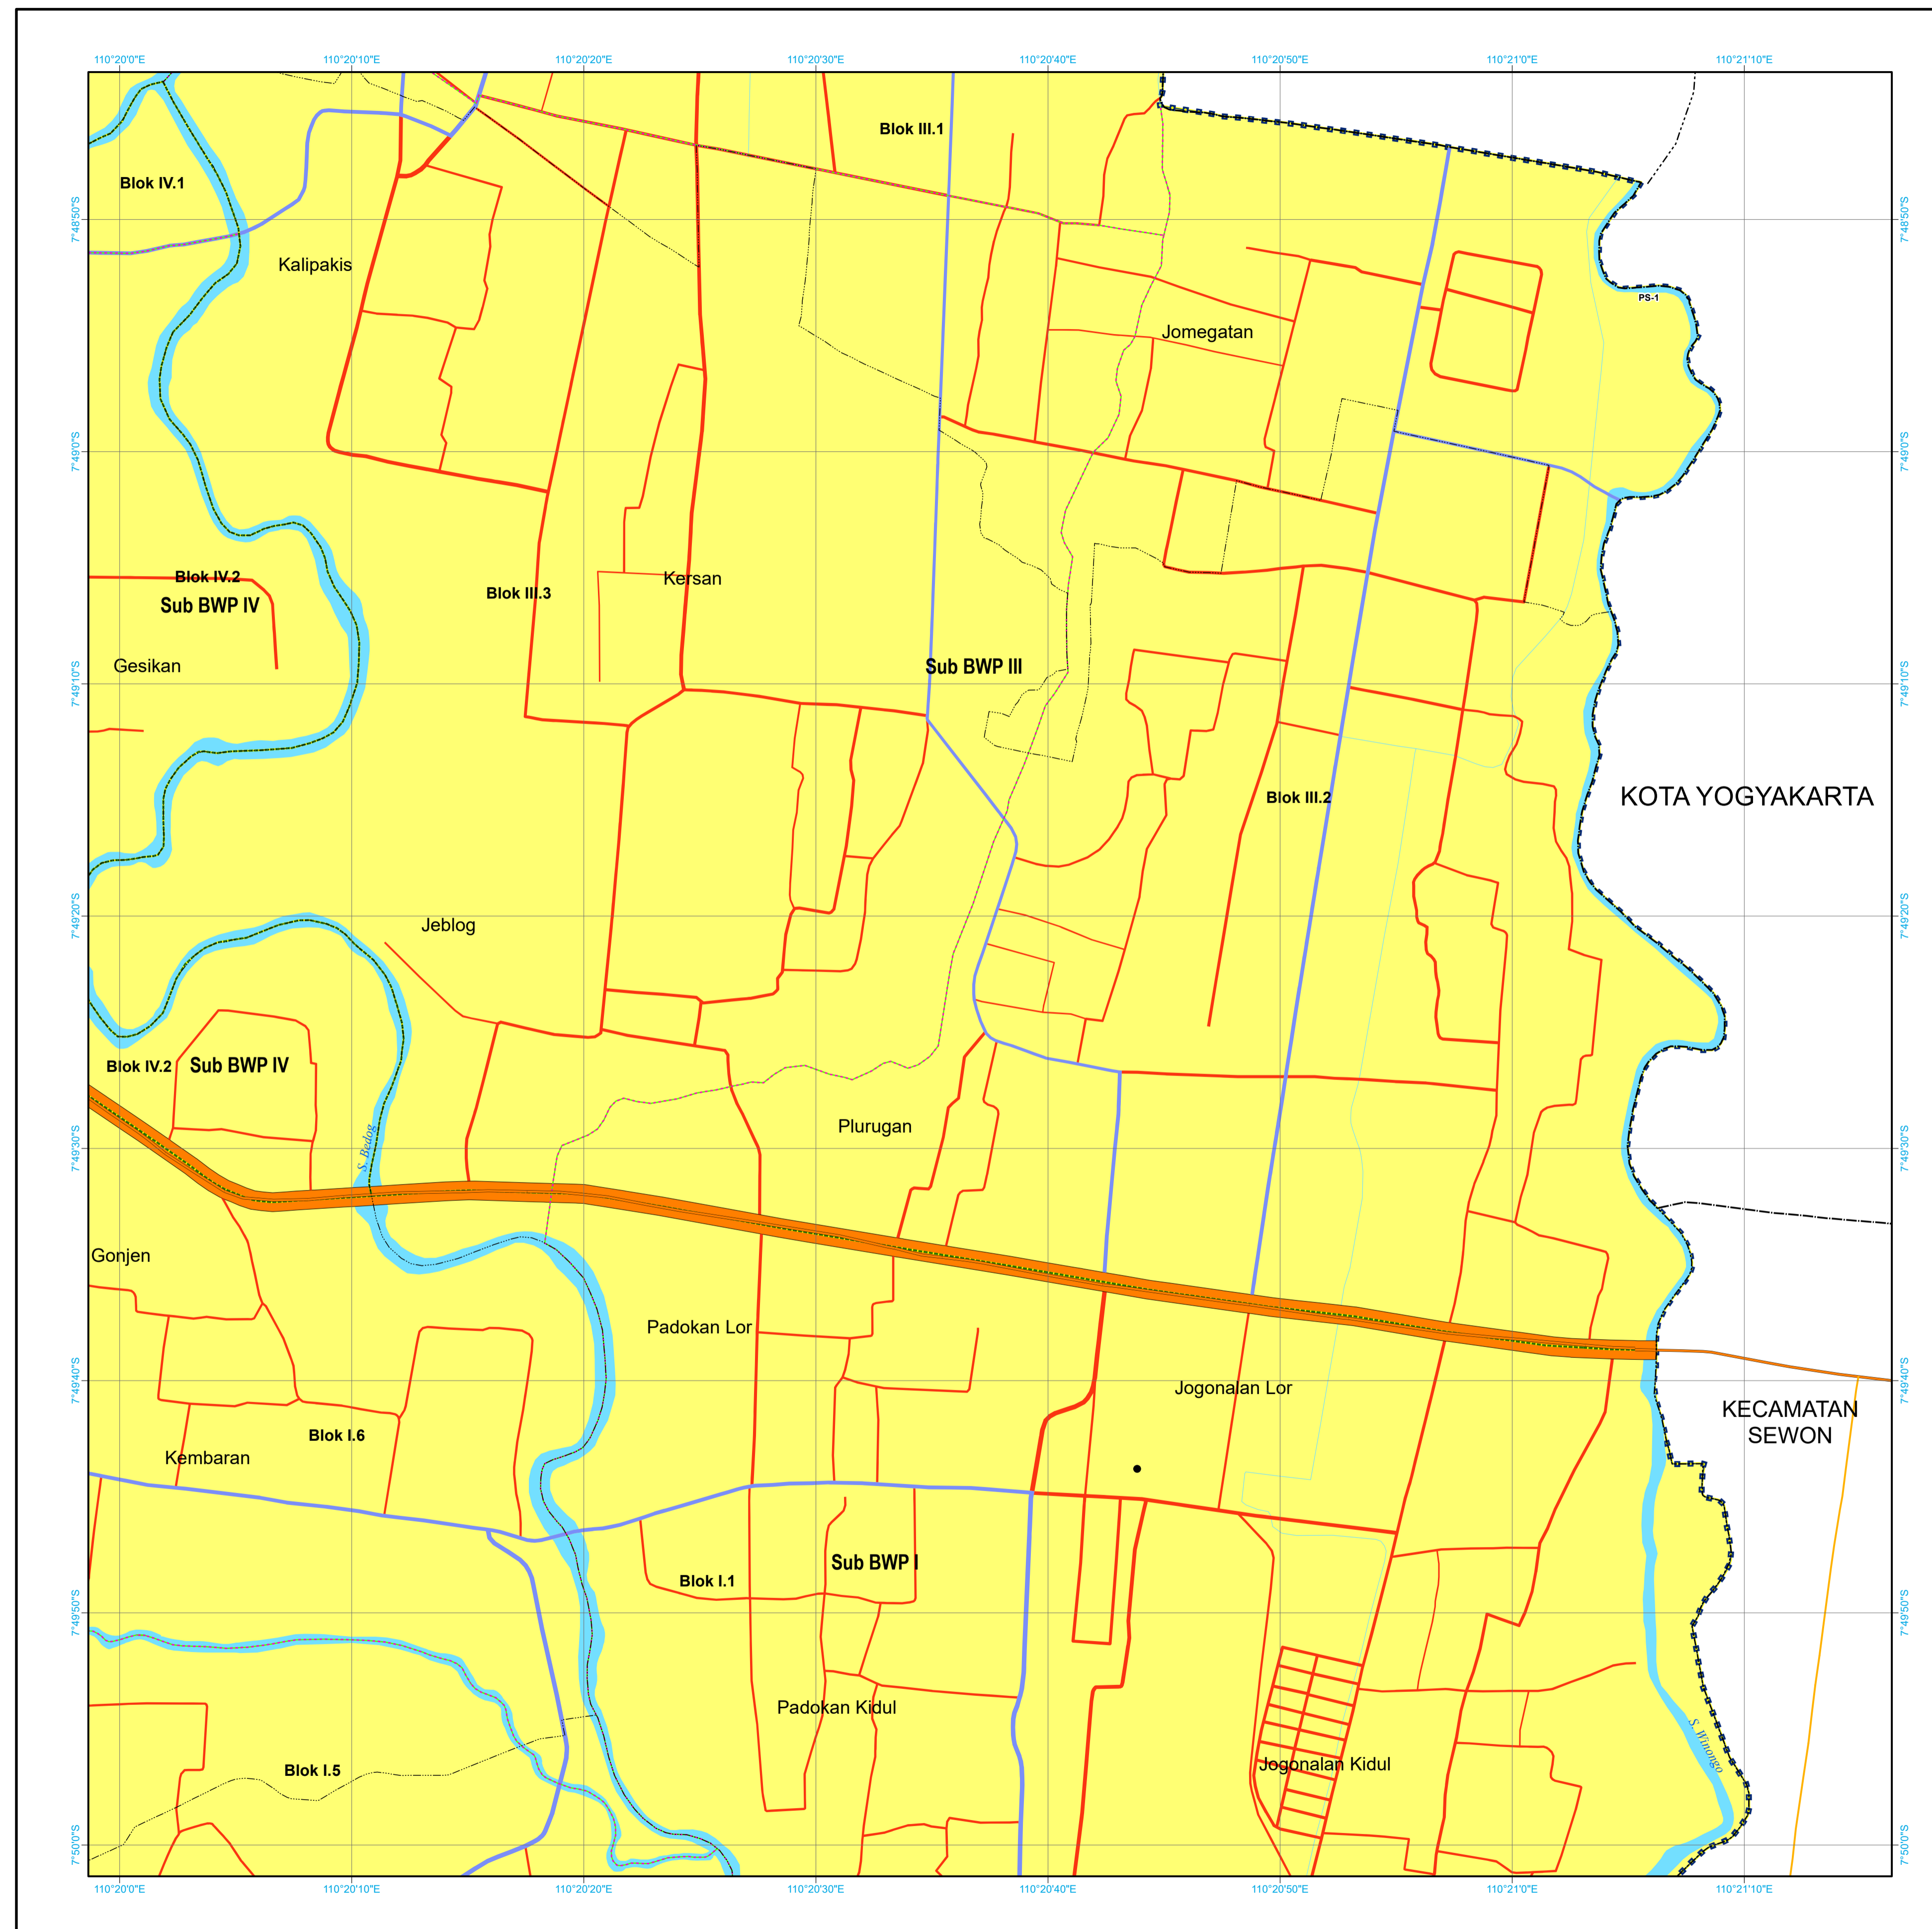 110°20'0"E 110°20'10"E 110°20'20"E 110°20'30"E 110°20'40"E 110°20'50"E 110°21'0"E 110°21'10"E
Blok III.1
Blok IV.1
7°48'50"S 7°48'50"S
Kalipakis
PS-1
Jomegatan
7°49'0"S 7°49'0"S
Blok IV.2
Kersan
Blok III.3
Sub BWP IV
Gesikan
Sub BWP III
7°49'10"S 7°49'10"S
KOTA YOGYAKARTA
Blok III.2
7°49'20"S 7°49'20"S
Jeblog
Blok IV.2
Sub BWP IV
Plurugan
S. Bedog
7°49'30"S 7°49'30"S
Gonjen
Padokan Lor
7°49'40"S 7°49'40"S
Jogonalan Lor
KECAMATAN
SEWON
Blok I.6
Kembaran
Sub BWP I
Blok I.1
7°49'50"S 7°49'50"S
Padokan Kidul
S. Winongo
Jogonalan Kidul
Blok I.5
7°50'0"S 7°50'0"S
110°20'0"E 110°20'10"E 110°20'20"E 110°20'30"E 110°20'40"E 110°20'50"E 110°21'0"E 110°21'10"E